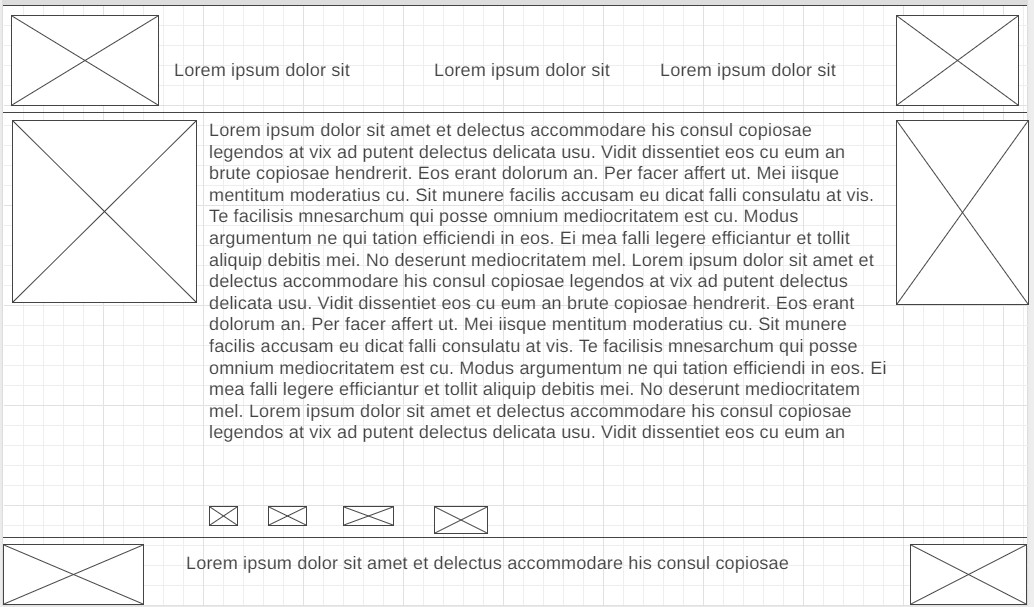 Lorem ipsum dolor sit
Lorem ipsum dolor sit
Lorem ipsum dolor sit
Lorem ipsum dolor sit amet et delectus accommodare his consul copiosae
legendos at vix ad putent delectus delicata usu. Vidit dissentiet eos cu eum an
brute copiosae hendrerit. Eos erant dolorum an. Per facer affert ut. Mei iisque
mentitum moderatius cu. Sit munere facilis accusam eu dicat falli consulatu at vis.
Te facilisis mnesarchum qui posse omnium mediocritatem est cu. Modus
argumentum ne qui tation efficiendi in eos. Ei mea falli legere efficiantur et tollit
aliquip debitis mei. No deserunt mediocritatem mel. Lorem ipsum dolor sit amet et
delectus accommodare his consul copiosae legendos at vix ad putent delectus
delicata usu. Vidit dissentiet eos cu eum an brute copiosae hendrerit. Eos erant
dolorum an. Per facer affert ut. Mei iisque mentitum moderatius cu. Sit munere
facilis accusam eu dicat falli consulatu at vis. Te facilisis mnesarchum qui posse
omnium mediocritatem est cu. Modus argumentum ne qui tation efficiendi in eos. Ei
mea falli legere efficiantur et tollit aliquip debitis mei. No deserunt mediocritatem
mel. Lorem ipsum dolor sit amet et delectus accommodare his consul copiosae
legendos at vix ad putent delectus delicata usu. Vidit dissentiet eos cu eum an
Lorem ipsum dolor sit amet et delectus accommodare his consul copiosae